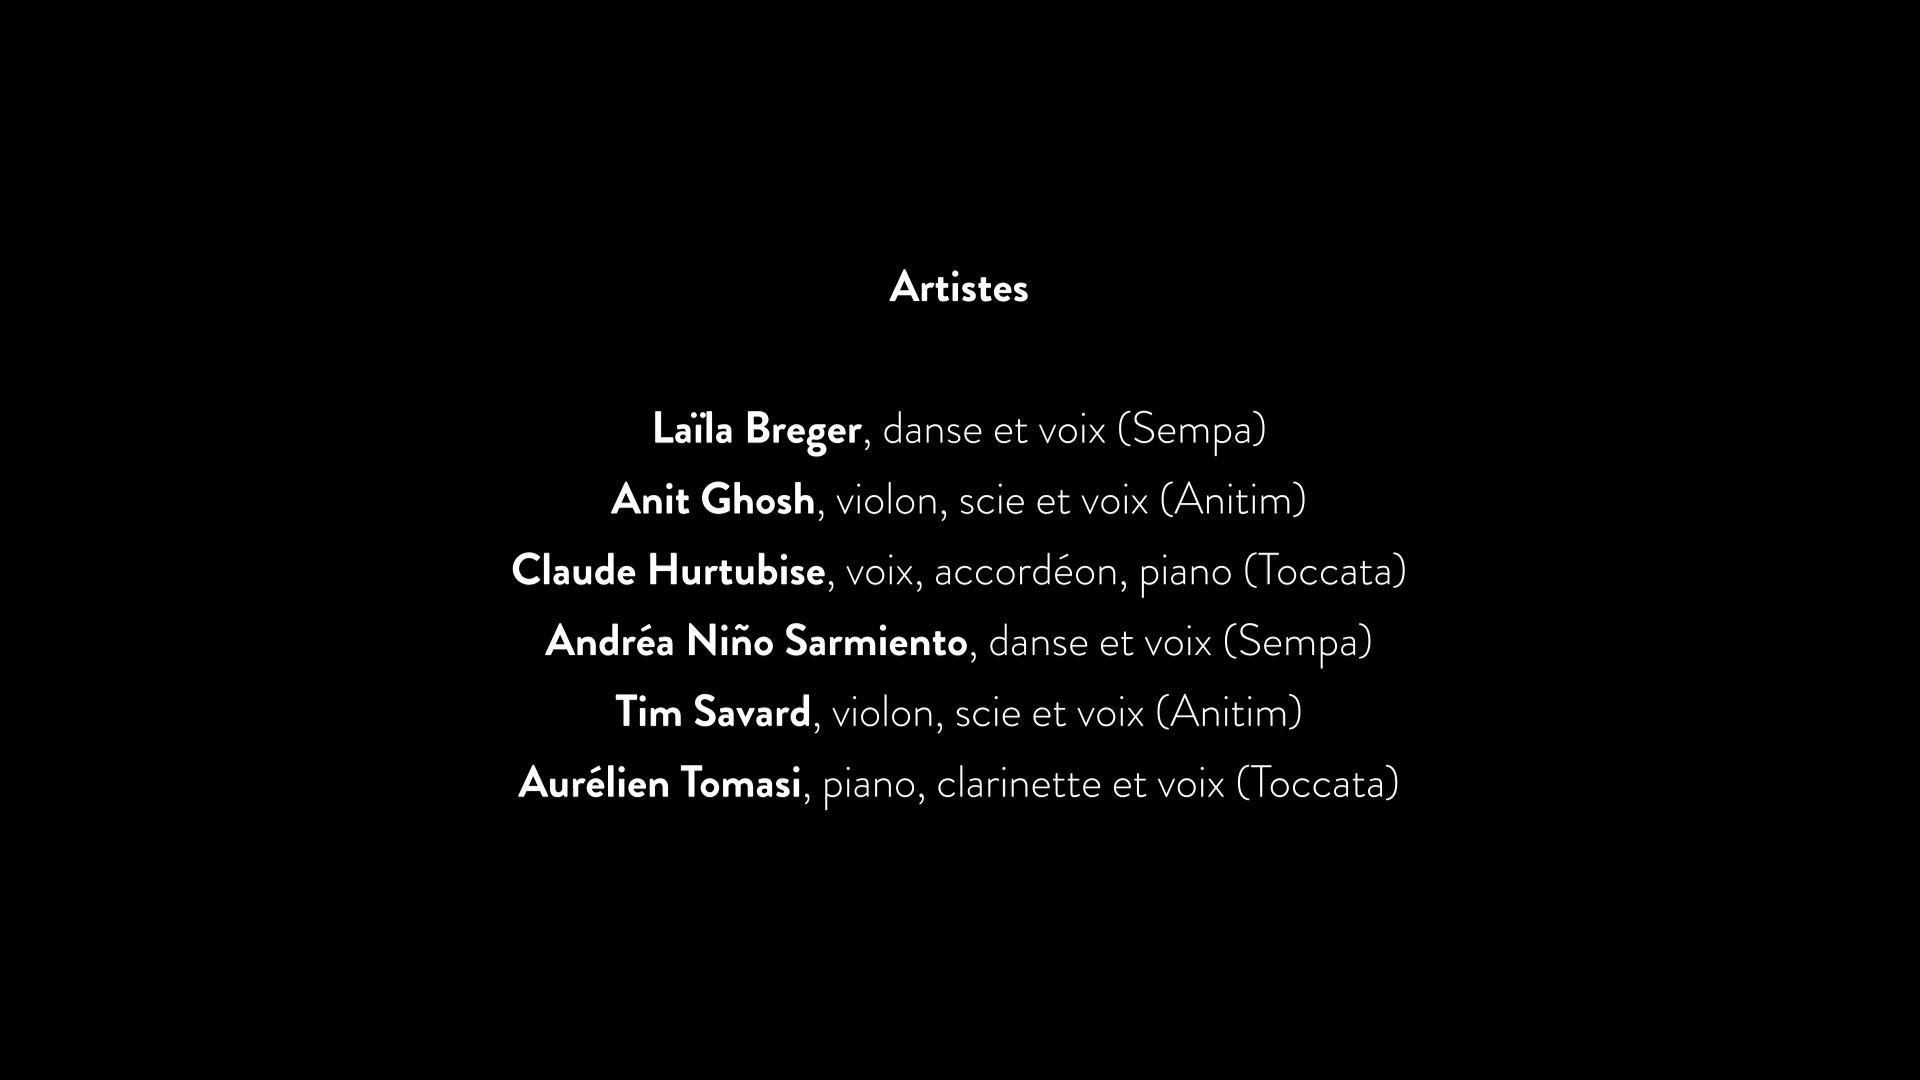 Artistes
Laïla Breger, danse et voix (Sempa)
Anit Ghosh, violon, scie et voix (Anitim)
Claude Hurtubise, voix, accordéon, piano (Toccata)
Andréa Niño Sarmiento, danse et voix (Sempa)
Tim Savard, violon, scie et voix (Anitim)
Aurélien Tomasi, piano, clarinette et voix (Toccata)